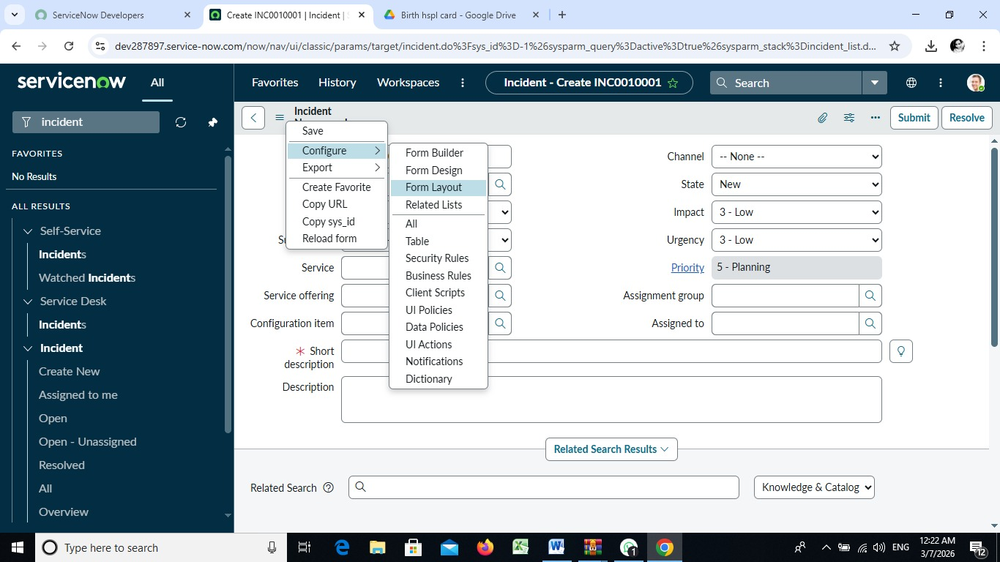 ServiceNow Developers
Create INC0010001 | Incident | S
Birth hspl card - Google Drive
dev287897.service-now.com/now/nav/ui/classic/params/target/incident.do%3Fsys_id%3D-1%26sysparm_query%3Dactive%3Dtrue%26sysparm_stack%3Dincident_list.d...
servicenow
All
Favorites
History
Workspaces
Incident - Create INC0010001
Search
incident
FAVORITES
No Results
ALL RESULTS
Self-Service
Incidents
Watched Incidents
Service Desk
Incidents
Incident
Create New
Assigned to me
Open
Open - Unassigned
Resolved
All
Overview
Incident
Submit
Resolve
Save
Configure
Export
Create Favorite
Copy URL
Copy sys_id
Reload form
Form Builder
Form Design
Form Layout
Related Lists
All
Table
Security Rules
Business Rules
Client Scripts
UI Policies
Data Policies
UI Actions
Notifications
Dictionary
Service
Service offering
Configuration item
Short description
Description
Channel
-- None --
State
New
Impact
3 - Low
Urgency
3 - Low
Priority
5 - Planning
Assignment group
Assigned to
Related Search Results
Related Search
Knowledge & Catalog
Type here to search
1
ENG
12:22 AM
3/7/2026
12